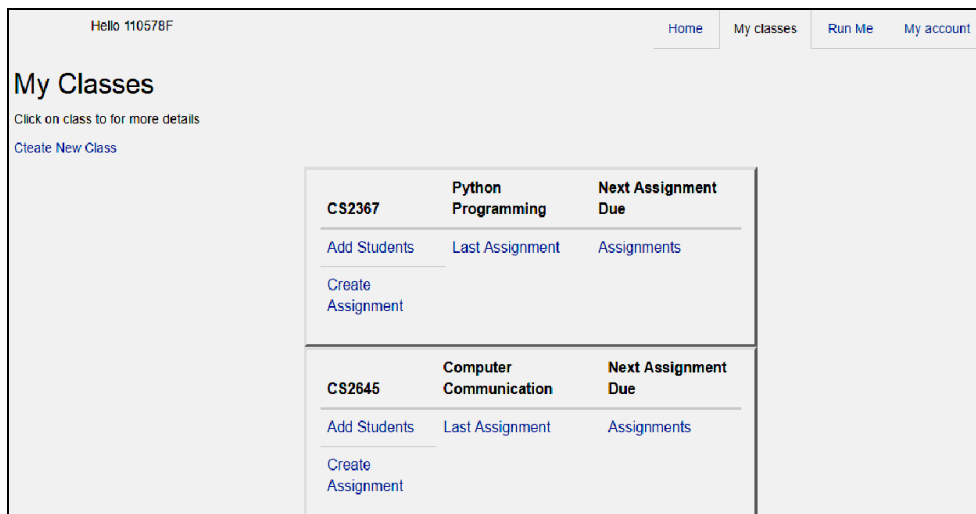 Hello 110578F
Home My classes Run Me My account
My Classes
Click on class to for more details
Cteate New Class
CS2367 Python Programming Next Assignment Due
Add Students Last Assignment Assignments
Create Assignment
CS2645 Computer Communication Next Assignment Due
Add Students Last Assignment Assignments
Create Assignment